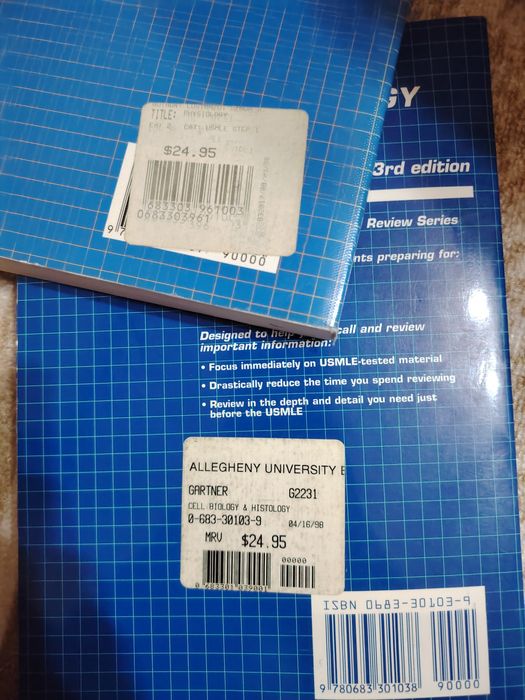 TITLE: PHYSIOLOGY
$24.95
0683303961
90000
GY
3rd edition
Review Series
nts preparing for:
Designed to help you call and review
important information:
• Focus immediately on USMLE-tested material
• Drastically reduce the time you spend reviewing
• Review in the depth and detail you need just
before the USMLE
ALLEGHENY UNIVERSITY B
GARTNER G2231
CELL BIOLOGY & HISTOLOGY
0-683-30103-9 04/16/98
MRV $24.95
00000
ISBN 0683-30103-9
9 780683 301038 90000